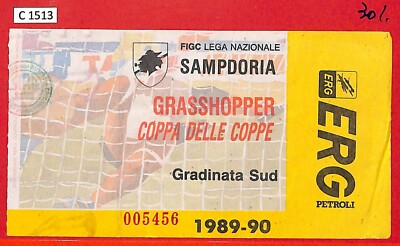 C 1513
30%
FIGC LEGA NAZIONALE
SAMPDORIA
GRASSHOPPER
COPPA DELLE COPPE
Gradinata Sud
005456
1989-90
ERG
ERG
PETROLI